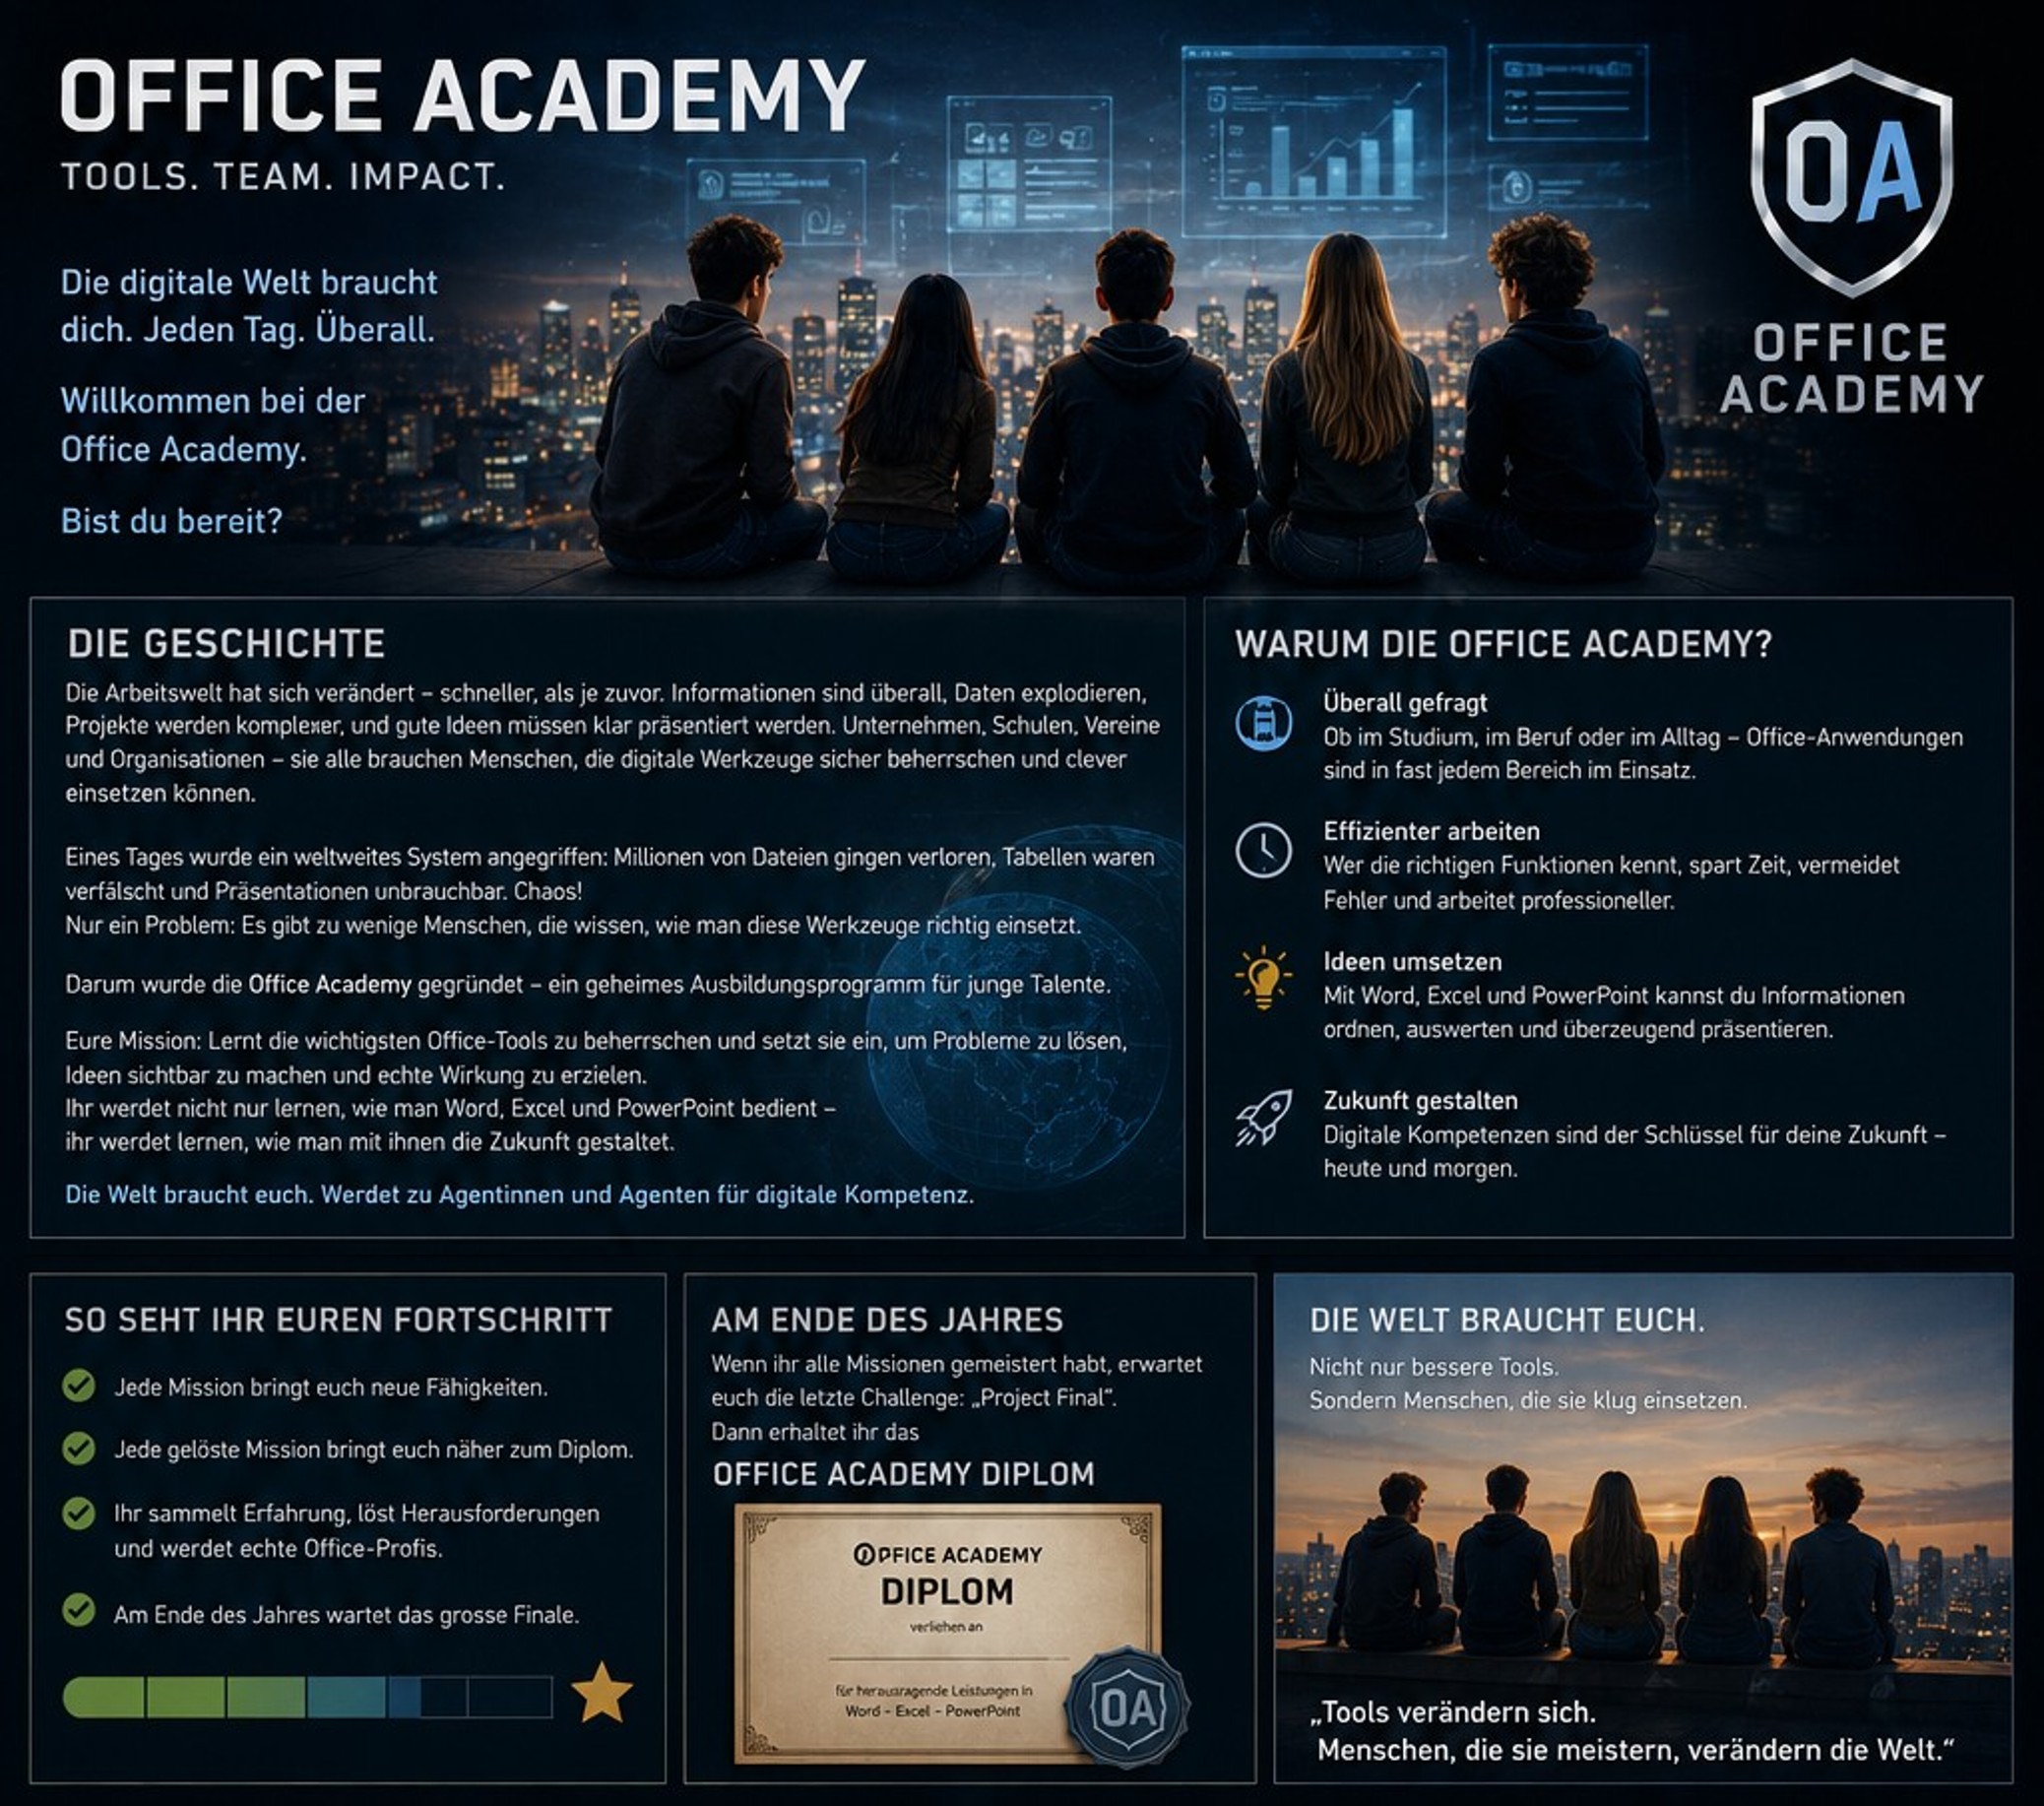 OFFICE ACADEMY
TOOLS. TEAM. IMPACT.
Die digitale Welt braucht
dich. Jeden Tag. Überall.
Willkommen bei der
Office Academy.
Bist du bereit?
OA
OFFICE
ACADEMY
DIE GESCHICHTE
Die Arbeitswelt hat sich verändert – schneller, als je zuvor. Informationen sind überall, Daten explodieren,
Projekte werden komplexer, und gute Ideen müssen klar präsentiert werden. Unternehmen, Schulen, Vereine
und Organisationen – sie alle brauchen Menschen, die digitale Werkzeuge sicher beherrschen und clever
einsetzen können.
Eines Tages wurde ein weltweites System angegriffen: Millionen von Dateien gingen verloren, Tabellen waren
verfälscht und Präsentationen unbrauchbar. Chaos!
Nur ein Problem: Es gibt zu wenige Menschen, die wissen, wie man diese Werkzeuge richtig einsetzt.
Darum wurde die Office Academy gegründet – ein geheimes Ausbildungsprogramm für junge Talente.
Eure Mission: Lernt die wichtigsten Office-Tools zu beherrschen und setzt sie ein, um Probleme zu lösen,
Ideen sichtbar zu machen und echte Wirkung zu erzielen.
Ihr werdet nicht nur lernen, wie man Word, Excel und PowerPoint bedient –
ihr werdet lernen, wie man mit ihnen die Zukunft gestaltet.
Die Welt braucht euch. Werdet zu Agentinnen und Agenten für digitale Kompetenz.
WARUM DIE OFFICE ACADEMY?
Überall gefragt
Ob im Studium, im Beruf oder im Alltag – Office-Anwendungen
sind in fast jedem Bereich im Einsatz.
Effizienter arbeiten
Wer die richtigen Funktionen kennt, spart Zeit, vermeidet
Fehler und arbeitet professioneller.
Ideen umsetzen
Mit Word, Excel und PowerPoint kannst du Informationen
ordnen, auswerten und überzeugend präsentieren.
Zukunft gestalten
Digitale Kompetenzen sind der Schlüssel für deine Zukunft –
heute und morgen.
SO SEHT IHR EUREN FORTSCHRITT
Jede Mission bringt euch neue Fähigkeiten.
Jede gelöste Mission bringt euch näher zum Diplom.
Ihr sammelt Erfahrung, löst Herausforderungen
und werdet echte Office-Profis.
Am Ende des Jahres wartet das grosse Finale.
AM ENDE DES JAHRES
Wenn ihr alle Missionen gemeistert habt, erwartet
euch die letzte Challenge: „Project Final“.
Dann erhaltet ihr das
OFFICE ACADEMY DIPLOM
OPFICE ACADEMY
DIPLOM
verliehen an
für herausragende Leistungen in
Word – Excel – PowerPoint
OA
DIE WELT BRAUCHT EUCH.
Nicht nur bessere Tools.
Sondern Menschen, die sie klug einsetzen.
„Tools verändern sich.
Menschen, die sie meistern, verändern die Welt.“